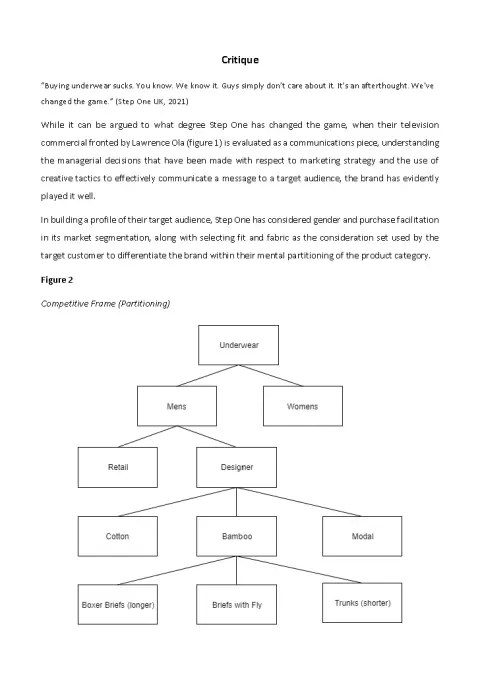 Critique
“Buying underwear sucks. You know. We know it. Guys simply don’t care about it. It’s an afterthought. We’ve
changed the game.” (Step One UK, 2021)
While it can be argued to what degree Step One has changed the game, when their television
commercial fronted by Lawrence Ola (figure 1) is evaluated as a communications piece, understanding
the managerial decisions that have been made with respect to marketing strategy and the use of
creative tactics to effectively communicate a message to a target audience, the brand has evidently
played it well.
In building a profile of their target audience, Step One has considered gender and purchase facilitation
in its market segmentation, along with selecting fit and fabric as the consideration set used by the
target customer to differentiate the brand within their mental partitioning of the product category.
Figure 2
Competitive Frame (Partitioning)
Underwear
Mens
Womens
Retail
Designer
Cotton
Bamboo
Modal
Boxer Briefs (longer)
Briefs with Fly
Trunks (shorter)